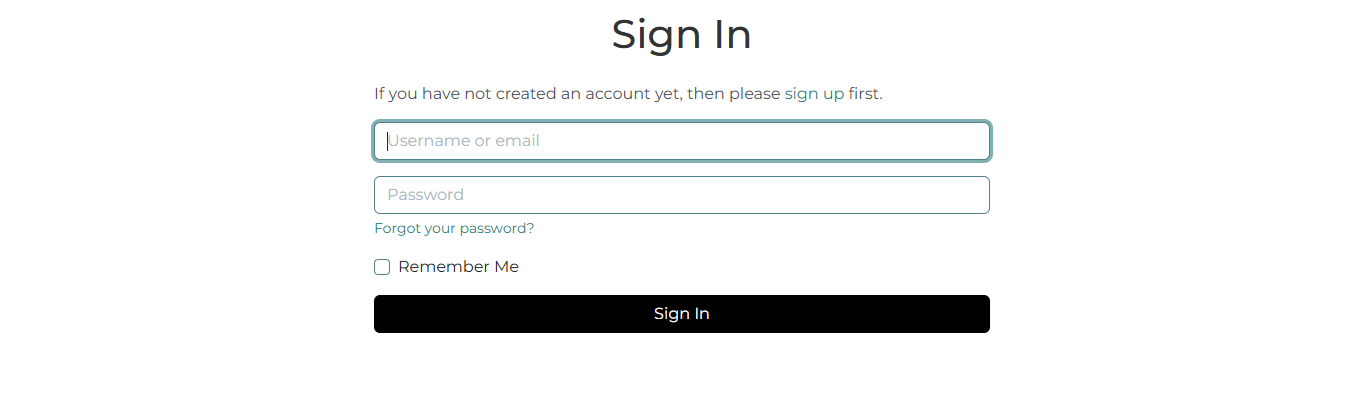 Sign In
If you have not created an account yet, then please sign up first.
Username or email
Password
Forgot your password?
Remember Me
Sign In